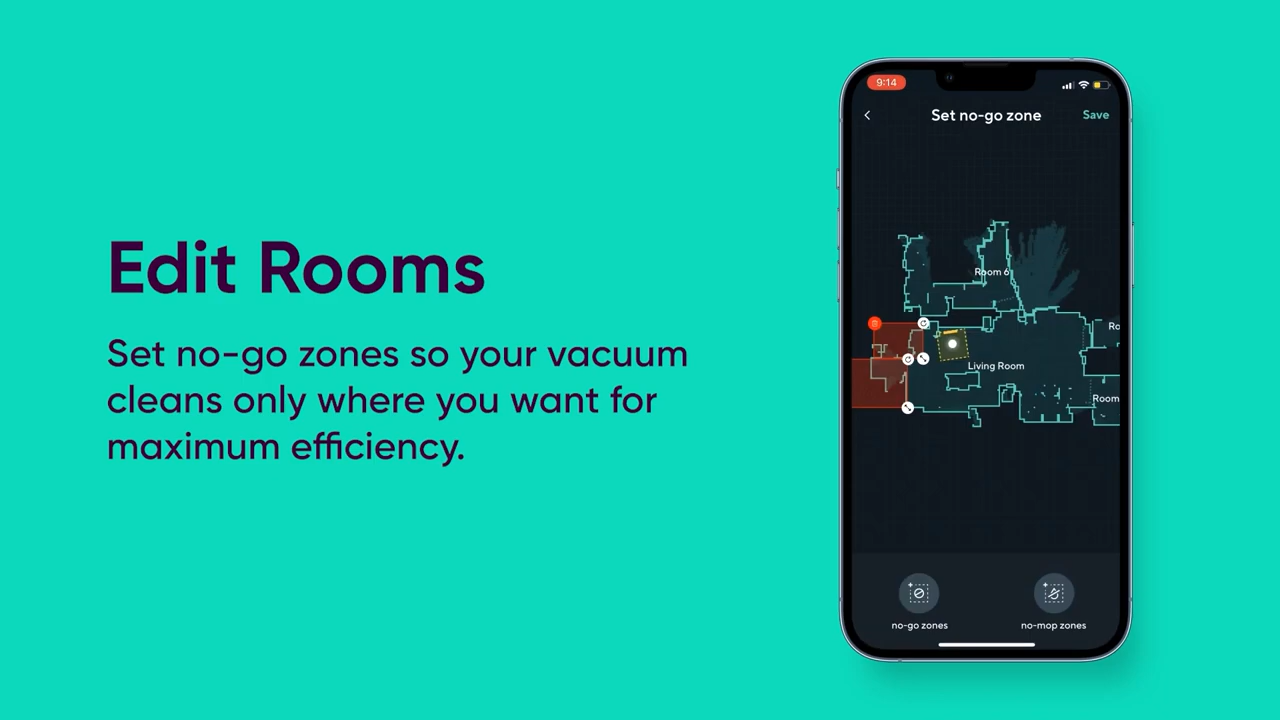 Edit Rooms
Set no-go zones so your vacuum
cleans only where you want for
maximum efficiency.
9:14
Set no-go zone
Save
Room 6
Ro
Living Room
Room
no-go zones
no-mop zones